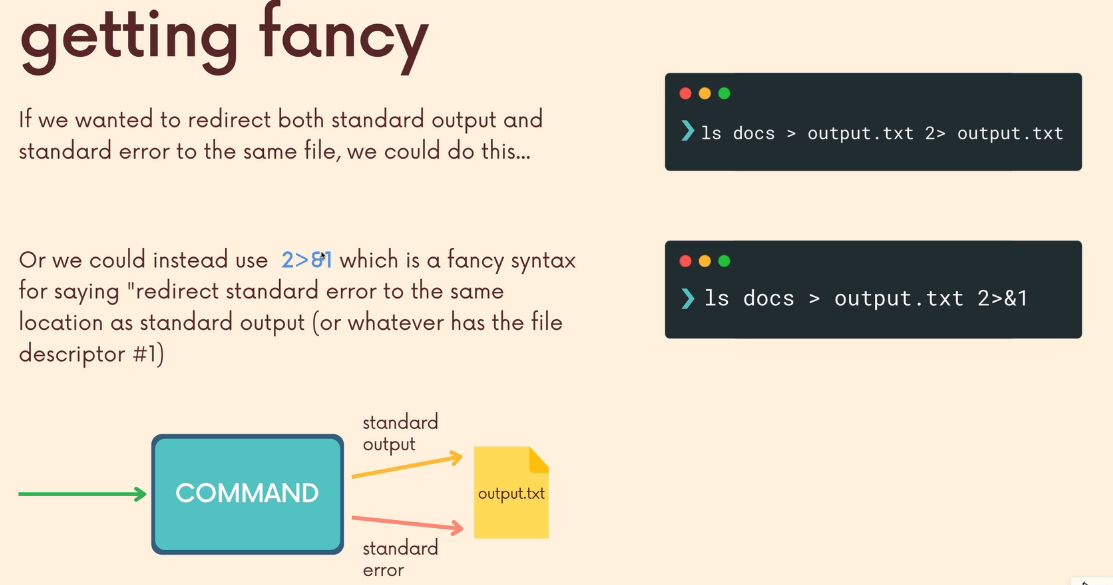 getting fancy
If we wanted to redirect both standard output and
standard error to the same file, we could do this...
❯ ls docs > output.txt 2> output.txt
Or we could instead use 2>&1 which is a fancy syntax
for saying "redirect standard error to the same
location as standard output (or whatever has the file
descriptor #1)
❯ ls docs > output.txt 2>&1
standard
output
COMMAND
output.txt
standard
error